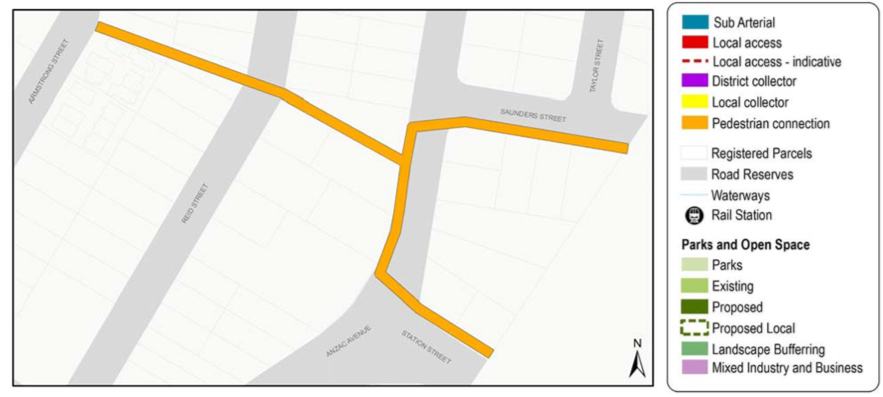 ARMSTRONG STREET
REID STREET
ANZAC AVENUE
STATION STREET
SAUNDERS STREET
TAYLOR STREET
N
Sub Arterial
Local access
Local access - indicative
District collector
Local collector
Pedestrian connection
Registered Parcels
Road Reserves
Waterways
Rail Station
Parks and Open Space
Parks
Existing
Proposed
Proposed Local
Landscape Bufferring
Mixed Industry and Business